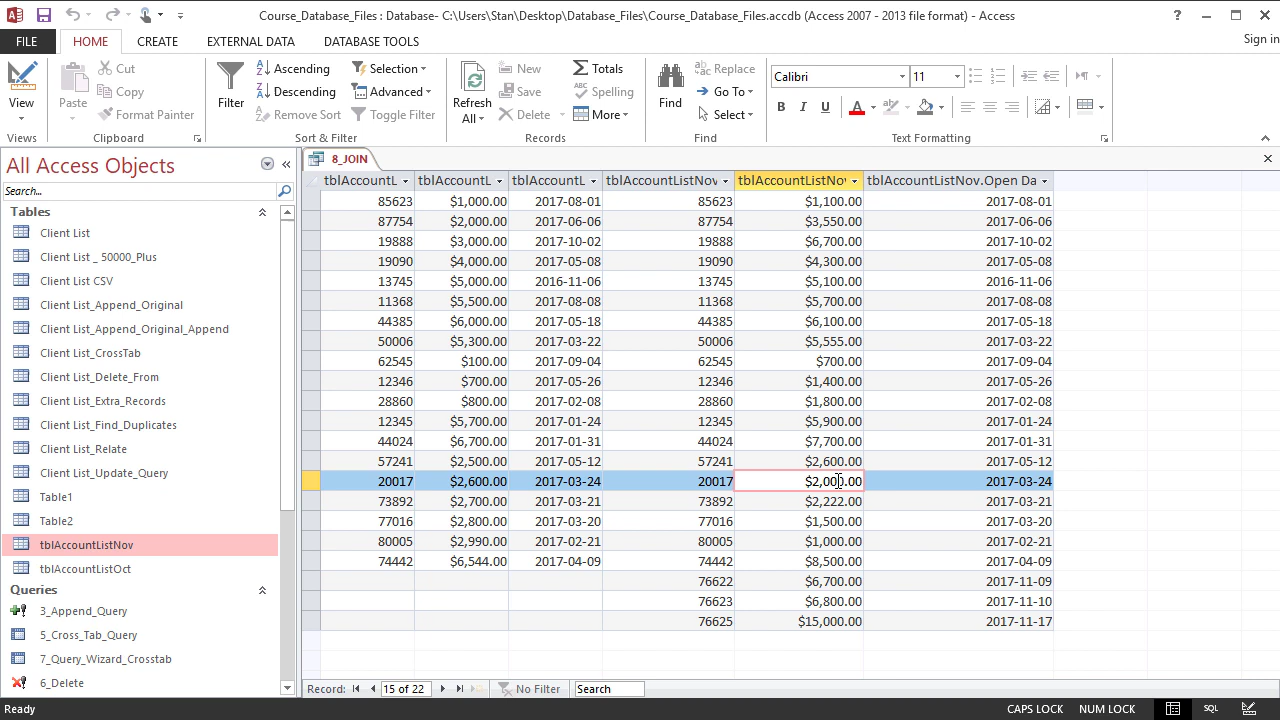 Course_Database_Files : Database- C:\Users\Stan\Desktop\Database_Files\Course_Database_Files.accdb (Access 2007 - 2013 file format) - Access
Sign in
FILE HOME CREATE EXTERNAL DATA DATABASE TOOLS
View
Views
Paste
Cut
Copy
Format Painter
Clipboard
Filter
Ascending
Descending
Remove Sort
Selection
Advanced
Toggle Filter
Sort & Filter
Refresh
All
New
Save
Delete
Totals
Spelling
More
Records
Find
Replace
Go To
Select
Find
Calibri 11
B I U A
Text Formatting
All Access Objects
Search...
Tables
Client List
Client List _ 50000_Plus
Client List CSV
Client List_Append_Original
Client List_Append_Original_Append
Client List_CrossTab
Client List_Delete_From
Client List_Extra_Records
Client List_Find_Duplicates
Client List_Relate
Client List_Update_Query
Table1
Table2
tblAccountListNov
tblAccountListOct
Queries
3_Append_Query
5_Cross_Tab_Query
7_Query_Wizard_Crosstab
6_Delete
8_JOIN
tblAccountL tblAccountL tblAccountL tblAccountListNov tblAccountListNov tblAccountListNov.Open Da
85623 $1,000.00 2017-08-01 85623 $1,100.00 2017-08-01
87754 $2,000.00 2017-06-06 87754 $3,550.00 2017-06-06
19888 $3,000.00 2017-10-02 19888 $6,700.00 2017-10-02
19090 $4,000.00 2017-05-08 19090 $4,300.00 2017-05-08
13745 $5,000.00 2016-11-06 13745 $5,100.00 2016-11-06
11368 $5,500.00 2017-08-08 11368 $5,700.00 2017-08-08
44385 $6,000.00 2017-05-18 44385 $6,100.00 2017-05-18
50006 $5,300.00 2017-03-22 50006 $5,555.00 2017-03-22
62545 $100.00 2017-09-04 62545 $700.00 2017-09-04
12346 $700.00 2017-05-26 12346 $1,400.00 2017-05-26
28860 $800.00 2017-02-08 28860 $1,800.00 2017-02-08
12345 $5,700.00 2017-01-24 12345 $5,900.00 2017-01-24
44024 $6,700.00 2017-01-31 44024 $7,700.00 2017-01-31
57241 $2,500.00 2017-05-12 57241 $2,600.00 2017-05-12
20017 $2,600.00 2017-03-24 20017 $2,000.00 2017-03-24
73892 $2,700.00 2017-03-21 73892 $2,222.00 2017-03-21
77016 $2,800.00 2017-03-20 77016 $1,500.00 2017-03-20
80005 $2,990.00 2017-02-21 80005 $1,000.00 2017-02-21
74442 $6,544.00 2017-04-09 74442 $8,500.00 2017-04-09
76622 $6,700.00 2017-11-09
76623 $6,800.00 2017-11-10
76625 $15,000.00 2017-11-17
Record: 15 of 22 No Filter Search
Ready CAPS LOCK NUM LOCK SQL